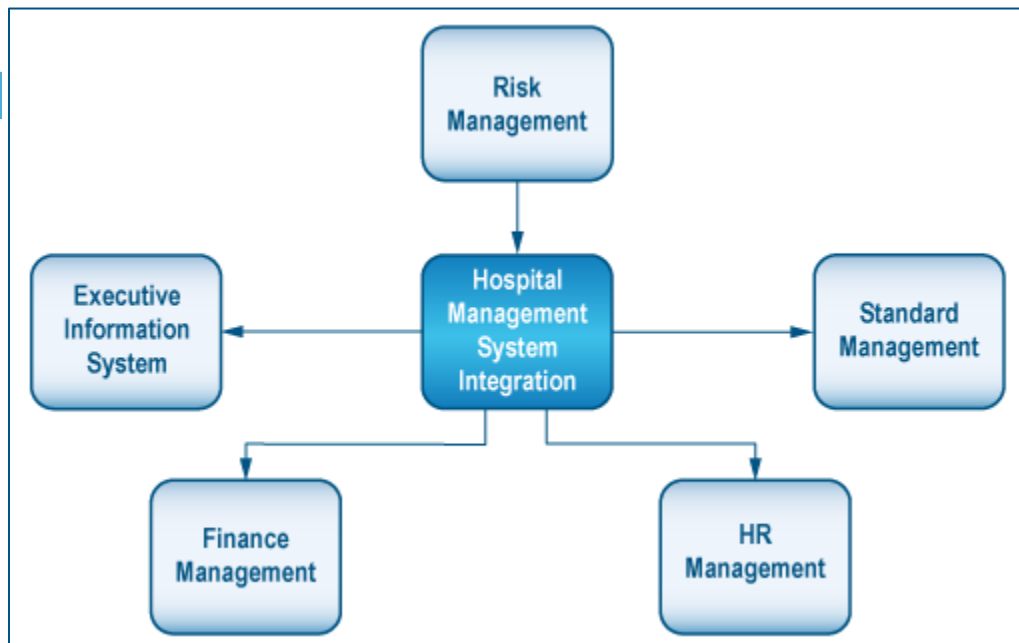 Risk
Management
Executive
Information
System
Hospital
Management
System
Integration
Standard
Management
Finance
Management
HR
Management